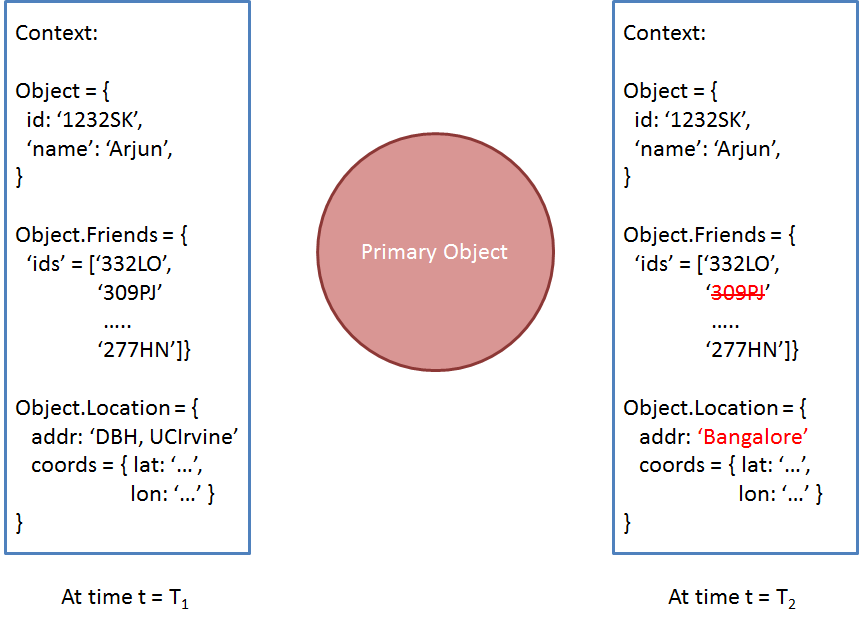 Context:
Object = {
id: ‘1232SK’,
‘name’: ‘Arjun’,
}
Object.Friends = {
‘ids’ = [‘332LO’,
‘309PJ’
.....
‘277HN’]}
Object.Location = {
addr: ‘DBH, UCIrvine’
coords = { lat: ‘...’,
lon: ‘...’ }
}
At time t = T1
Primary Object
Context:
Object = {
id: ‘1232SK’,
‘name’: ‘Arjun’,
}
Object.Friends = {
‘ids’ = [‘332LO’,
‘309PJ’
.....
‘277HN’]}
Object.Location = {
addr: ‘Bangalore’
coords = { lat: ‘...’,
lon: ‘...’ }
}
At time t = T2